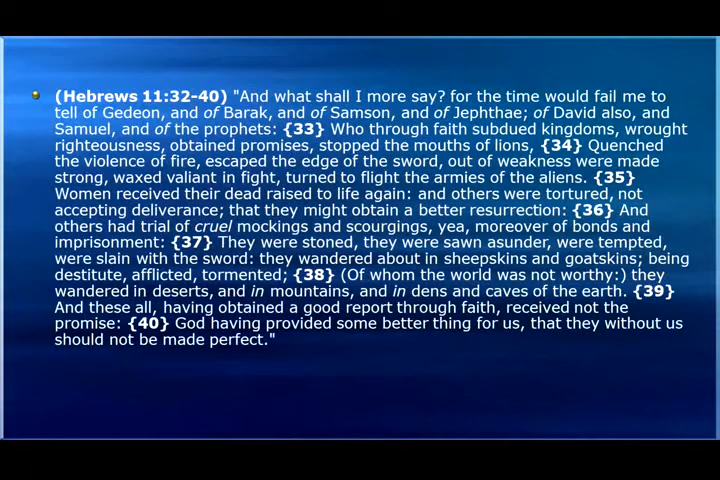 (Hebrews 11:32-40) "And what shall I more say? for the time would fail me to
tell of Gedeon, and of Barak, and of Samson, and of Jephthae; of David also, and
Samuel, and of the prophets: {33} Who through faith subdued kingdoms, wrought
righteousness, obtained promises, stopped the mouths of lions, {34} Quenched
the violence of fire, escaped the edge of the sword, out of weakness were made
strong, waxed valiant in fight, turned to flight the armies of the aliens. {35}
Women received their dead raised to life again: and others were tortured, not
accepting deliverance; that they might obtain a better resurrection: {36} And
others had trial of cruel mockings and scourgings, yea, moreover of bonds and
imprisonment: {37} They were stoned, they were sawn asunder, were tempted,
were slain with the sword: they wandered about in sheepskins and goatskins; being
destitute, afflicted, tormented; {38} (Of whom the world was not worthy:) they
wandered in deserts, and in mountains, and in dens and caves of the earth. {39}
And these all, having obtained a good report through faith, received not the
promise: {40} God having provided some better thing for us, that they without us
should not be made perfect."